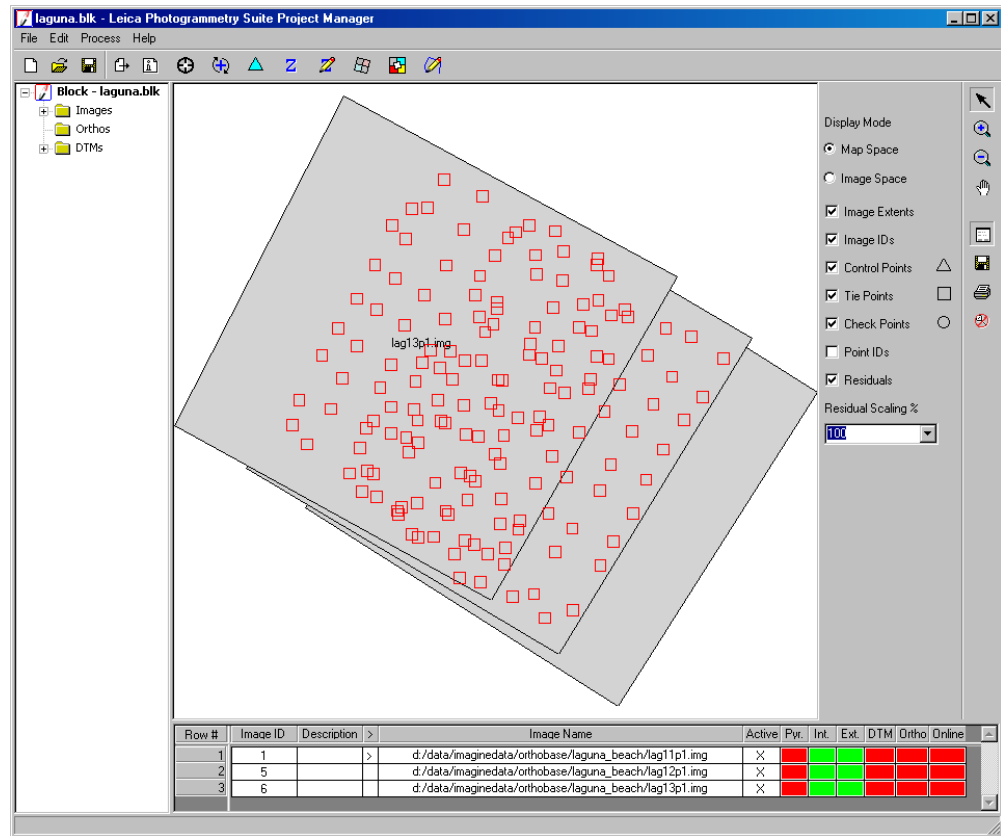 laguna.blk - Leica Photogrammetry Suite Project Manager
File Edit Process Help
Block - laguna.blk
Images
Orthos
DTMs
lag13p1.img
Display Mode
Map Space
Image Space
Image Extents
Image IDs
Control Points
Tie Points
Check Points
Point IDs
Residuals
Residual Scaling %
100
Row # Image ID Description > Image Name Active Pyr. Int. Ext. DTM Ortho Online
1 1 > d:/data/imaginedata/orthobase/laguna_beach/lag11p1.img X
2 5 d:/data/imaginedata/orthobase/laguna_beach/lag12p1.img X
3 6 d:/data/imaginedata/orthobase/laguna_beach/lag13p1.img X